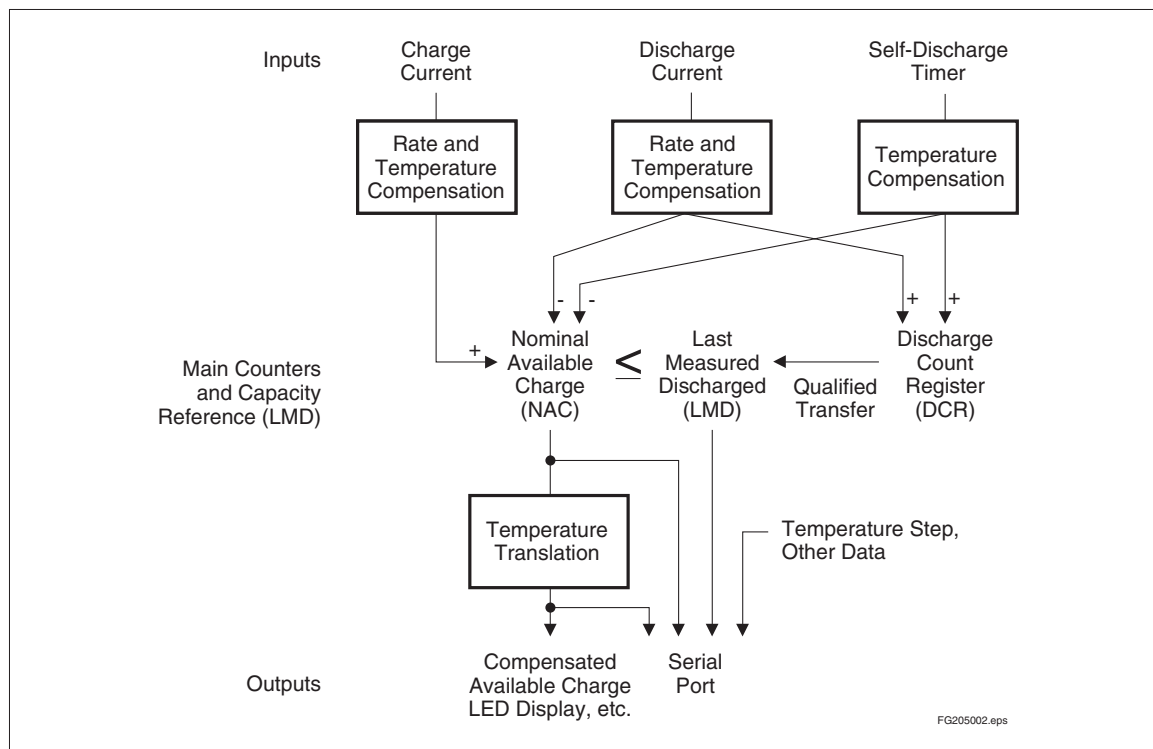 Inputs
Charge
Current
Discharge
Current
Self-Discharge
Timer
Rate and
Temperature
Compensation
Rate and
Temperature
Compensation
Temperature
Compensation
-
-
+
+
+
Main Counters
and Capacity
Reference (LMD)
Nominal
Available
Charge
(NAC)
≤
Last
Measured
Discharged
(LMD)
Qualified
Transfer
Discharge
Count
Register
(DCR)
Temperature
Translation
Temperature Step,
Other Data
Outputs
Compensated
Available Charge
LED Display, etc.
Serial
Port
FG205002.eps